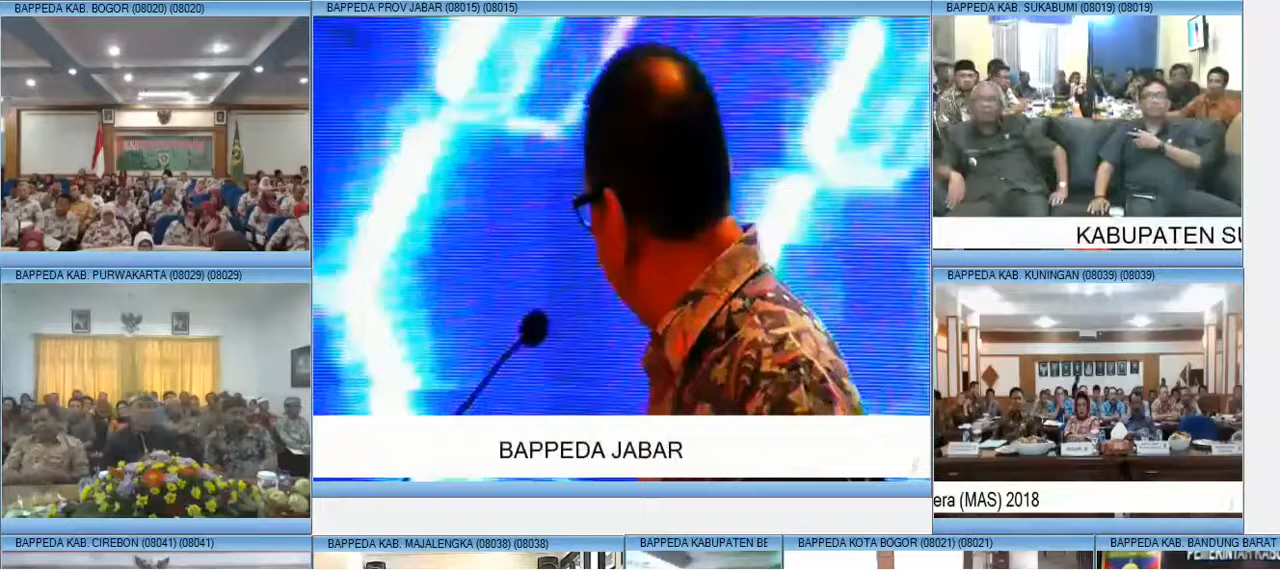 BAPPEDA KAB. BOGOR (08020) (08020)
BAPPEDA PROV JABAR (08015) (08015)
BAPPEDA KAB. SUKABUMI (08019) (08019)
KABUPATEN SU
BAPPEDA KAB. PURWAKARTA (08029) (08029)
BAPPEDA KAB. KUNINGAN (08039) (08039)
BAPPEDA JABAR
era (MAS) 2018
BAPPEDA KAB. CIREBON (08041) (08041)
BAPPEDA KAB. MAJALENGKA (08038) (08038)
BAPPEDA KABUPATEN BE
BAPPEDA KOTA BOGOR (08021) (08021)
BAPPEDA KAB. BANDUNG BARAT
PEMERINTAH KABU